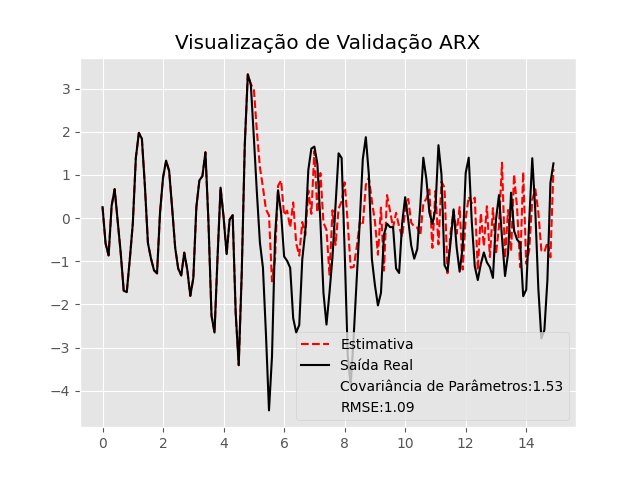 Visualização de Validação ARX
3
2
1
0
−1
−2
−3
−4
Estimativa
Saída Real
Covariância de Parâmetros:1.53
RMSE:1.09
0 2 4 6 8 10 12 14